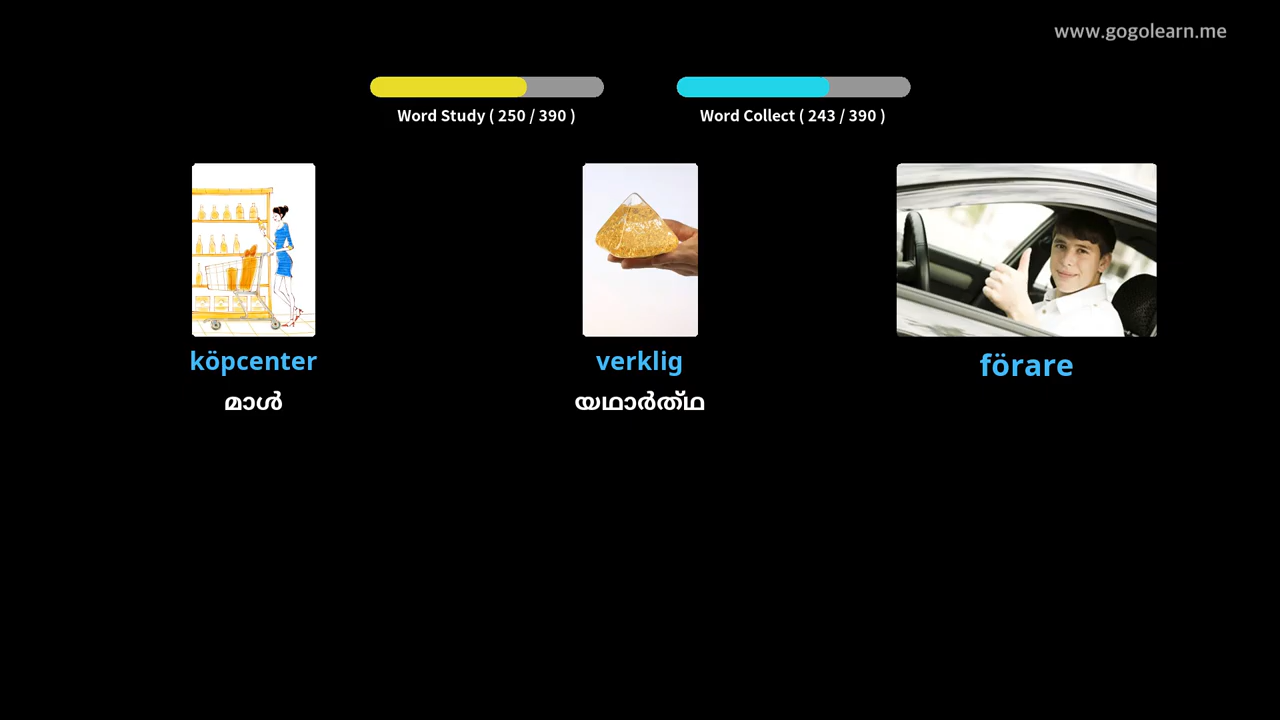 www.gogolearn.me
Word Study ( 250 / 390 )
Word Collect ( 243 / 390 )
köpcenter
മാൾ
verklig
യഥാർത്ഥ
förare